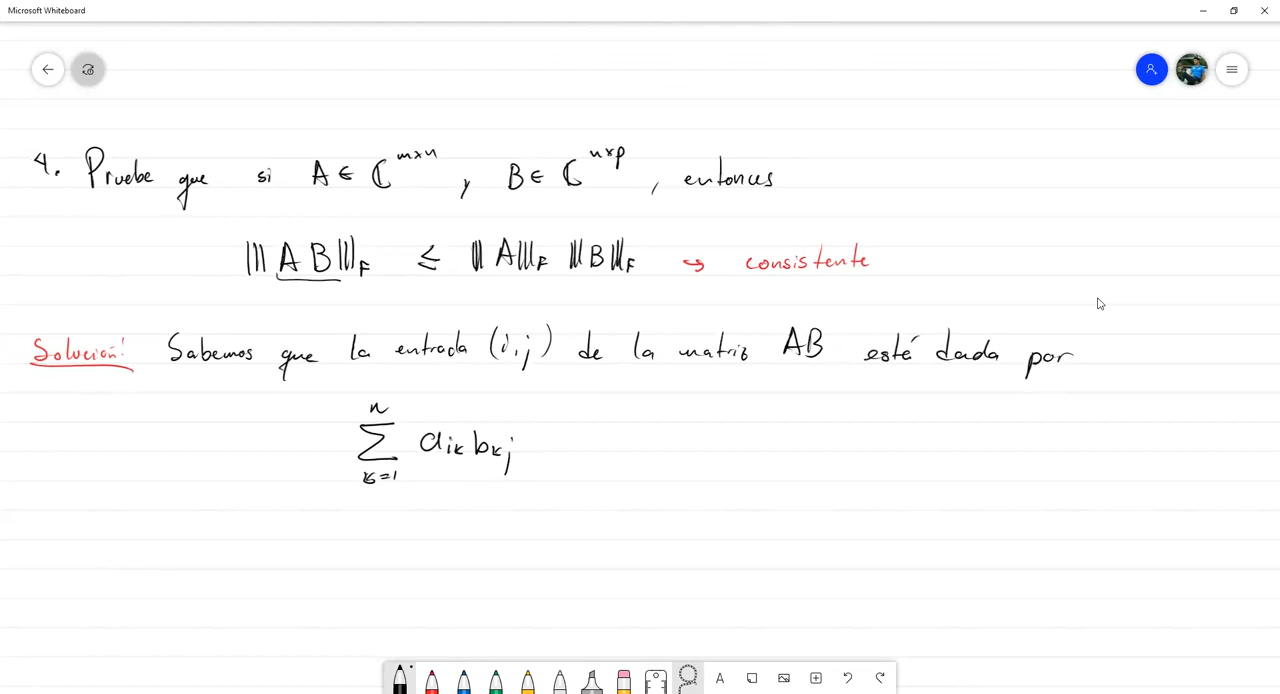 Microsoft Whiteboard
4. Pruebe que si A ∈ ℂ^{m×n}, B ∈ ℂ^{n×p}, entonces
|||AB|||_F ≤ |||A|||_F |||B|||_F → consistente
Solución! Sabemos que la entrada (i,j) de la matriz AB está dada por
∑_{k=1}^{n} a_{ik} b_{kj}
A